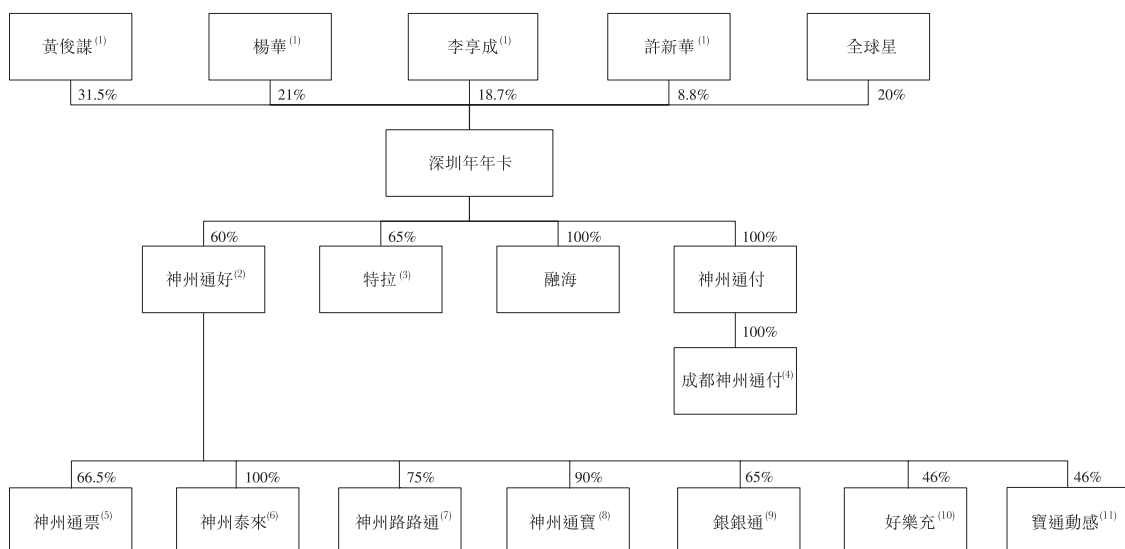 黃俊謀(1) 楊華(1) 李享成(1) 許新華(1) 全球星
31.5% 21% 18.7% 8.8% 20%
深圳年年卡
60% 65% 100% 100%
神州通好(2) 特拉(3) 融海 神州通付
100%
成都神州通付(4)
66.5% 100% 75% 90% 65% 46% 46%
神州通票(5) 神州泰來(6) 神州路路通(7) 神州通寶(8) 銀銀通(9) 好樂充(10) 寶通動感(11)